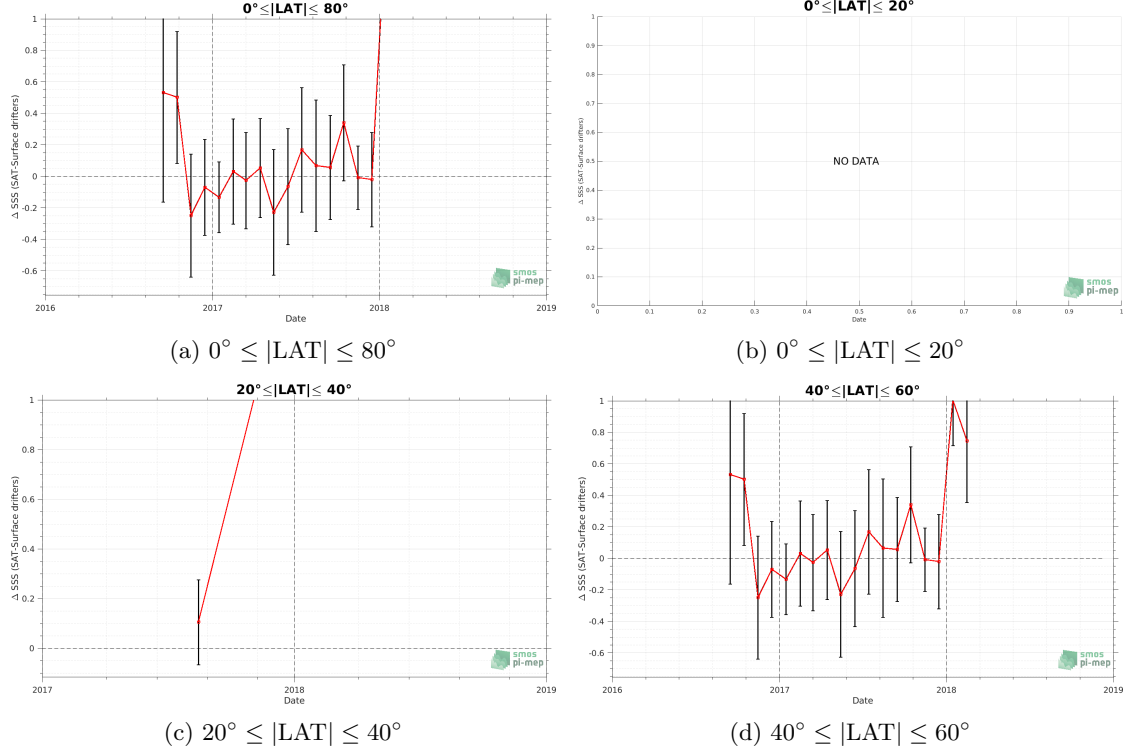 0°≤|LAT|≤ 80°
1
0.8
0.6
0.4
0.2
0
-0.2
-0.4
-0.6
Δ SSS (SAT-Surface drifters)
smos
pi-mep
2016
2017
2018
2019
Date
(a) 0° ≤ |LAT| ≤ 80°
0°≤|LAT|≤ 20°
1
0.9
0.8
0.7
0.6
0.5
0.4
0.3
0.2
0.1
0
Δ SSS (SAT-Surface drifters)
NO DATA
smos
pi-mep
0
0.1
0.2
0.3
0.4
0.5
0.6
0.7
0.8
0.9
1
Date
(b) 0° ≤ |LAT| ≤ 20°
20°≤|LAT|≤ 40°
1
0.8
0.6
0.4
0.2
0
Δ SSS (SAT-Surface drifters)
smos
pi-mep
2017
2018
2019
Date
(c) 20° ≤ |LAT| ≤ 40°
40°≤|LAT|≤ 60°
1
0.8
0.6
0.4
0.2
0
-0.2
-0.4
-0.6
Δ SSS (SAT-Surface drifters)
smos
pi-mep
2016
2017
2018
2019
Date
(d) 40° ≤ |LAT| ≤ 60°